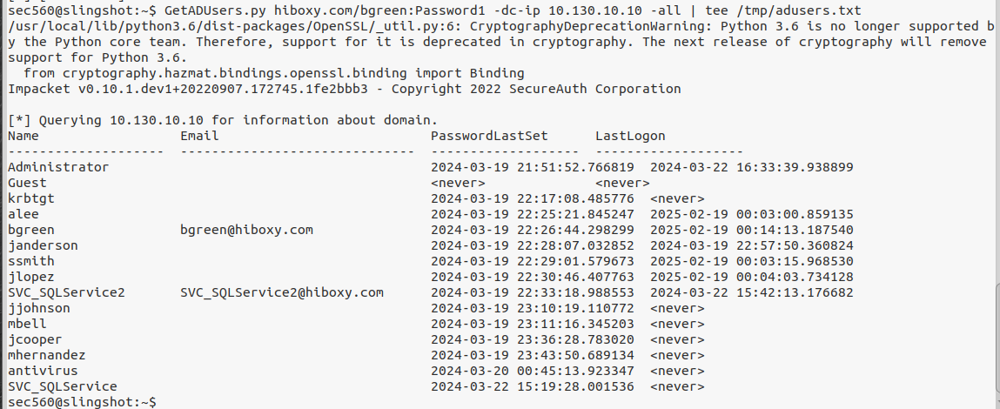 sec560@slingshot:~$ GetADUsers.py hiboxy.com/bgreen:Password1 -dc-ip 10.130.10.10 -all | tee /tmp/adusers.txt
/usr/local/lib/python3.6/dist-packages/OpenSSL/_util.py:6: CryptographyDeprecationWarning: Python 3.6 is no longer supported b
y the Python core team. Therefore, support for it is deprecated in cryptography. The next release of cryptography will remove
support for Python 3.6.
  from cryptography.hazmat.bindings.openssl.binding import Binding
Impacket v0.10.1.dev1+20220907.172745.1fe2bbb3 - Copyright 2022 SecureAuth Corporation

[*] Querying 10.130.10.10 for information about domain.
Name                  Email                           PasswordLastSet      LastLogon
--------------------  ------------------------------  -------------------  -------------------
Administrator                                         2024-03-19 21:51:52.766819  2024-03-22 16:33:39.938899
Guest                                                 <never>              <never>
krbtgt                                                2024-03-19 22:17:08.485776  <never>
alee                                                  2024-03-19 22:25:21.845247  2025-02-19 00:03:00.859135
bgreen                bgreen@hiboxy.com               2024-03-19 22:26:44.298299  2025-02-19 00:14:13.187540
janderson                                             2024-03-19 22:28:07.032852  2024-03-19 22:57:50.360824
ssmith                                                2024-03-19 22:29:01.579673  2025-02-19 00:03:15.968530
jlopez                                                2024-03-19 22:30:46.407763  2025-02-19 00:04:03.734128
SVC_SQLService2       SVC_SQLService2@hiboxy.com      2024-03-19 22:33:18.988553  2024-03-22 15:42:13.176682
jjohnson                                              2024-03-19 23:10:19.110772  <never>
mbell                                                 2024-03-19 23:11:16.345203  <never>
jcooper                                               2024-03-19 23:36:28.783020  <never>
mhernandez                                            2024-03-19 23:43:50.689134  <never>
antivirus                                             2024-03-20 00:45:13.923347  <never>
SVC_SQLService                                        2024-03-22 15:19:28.001536  <never>
sec560@slingshot:~$